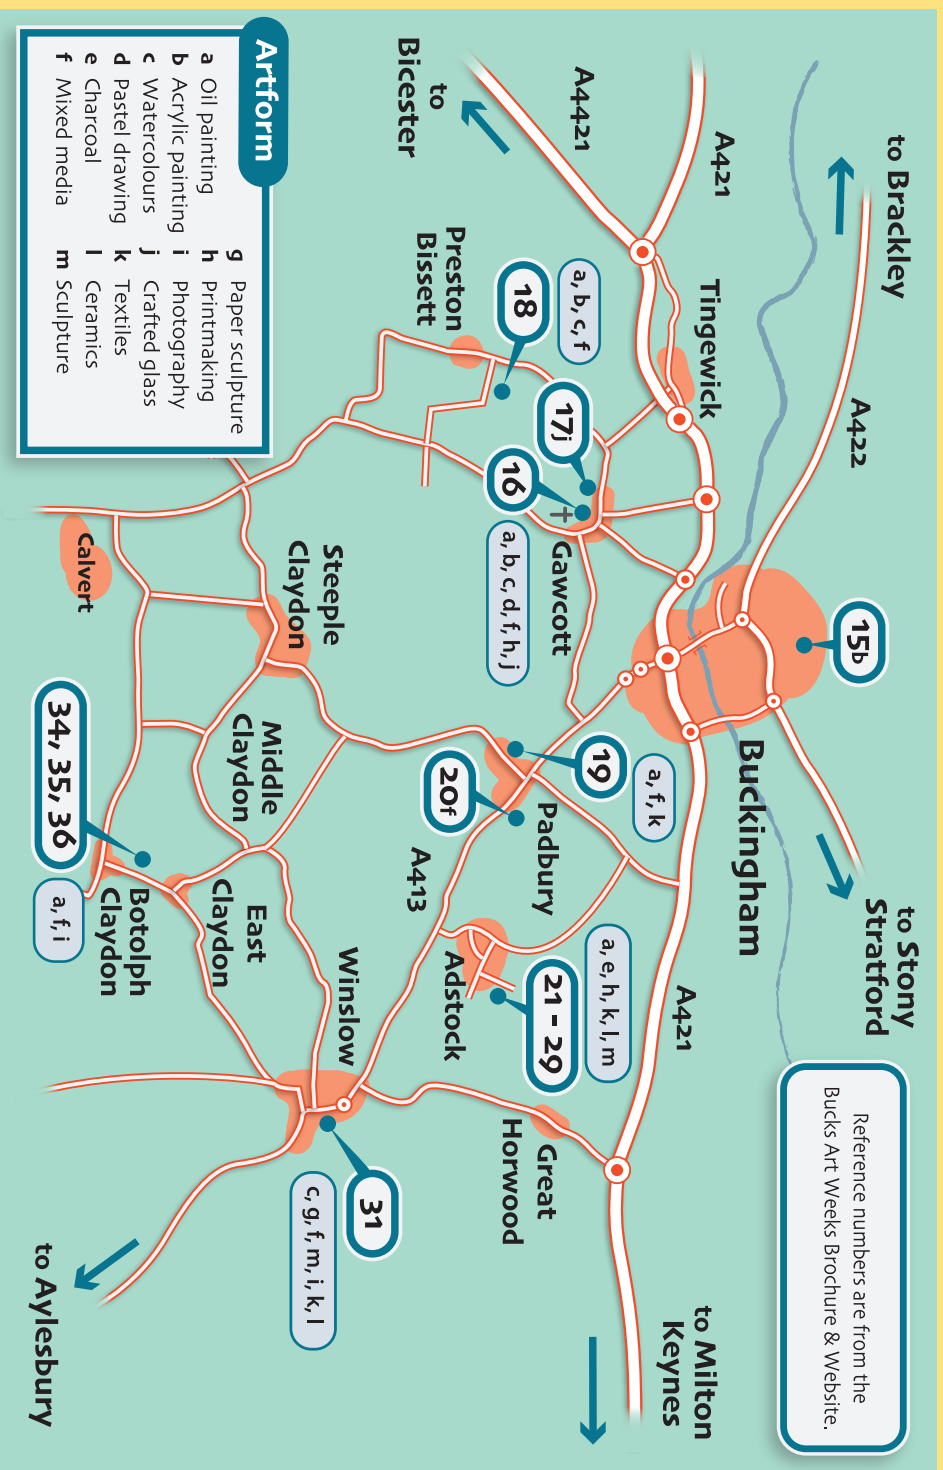 to Brackley
A422
A421
A4421
to
Bicester
Tingewick
Preston
Bissett
a, b, c, f
18
17j
16
a, b, c, d, f, h, j
Gawcott
15b
Buckingham
to Stony
Stratford
Reference numbers are from the
Bucks Art Weeks Brochure & Website.
19
a, f, k
20f
Padbury
A413
A421
a, e, h, k, l, m
21 - 29
Adstock
Great
Horwood
to Milton
Keynes
Steeple
Claydon
Calvert
Middle
Claydon
34, 35, 36
a, f, i
Botolph
Claydon
East
Claydon
Winslow
31
c, g, f, m, i, k, l
to Aylesbury
Artform
a Oil painting
b Acrylic painting
c Watercolours
d Pastel drawing
e Charcoal
f Mixed media
g Paper sculpture
h Printmaking
i Photography
j Crafted glass
k Textiles
l Ceramics
m Sculpture